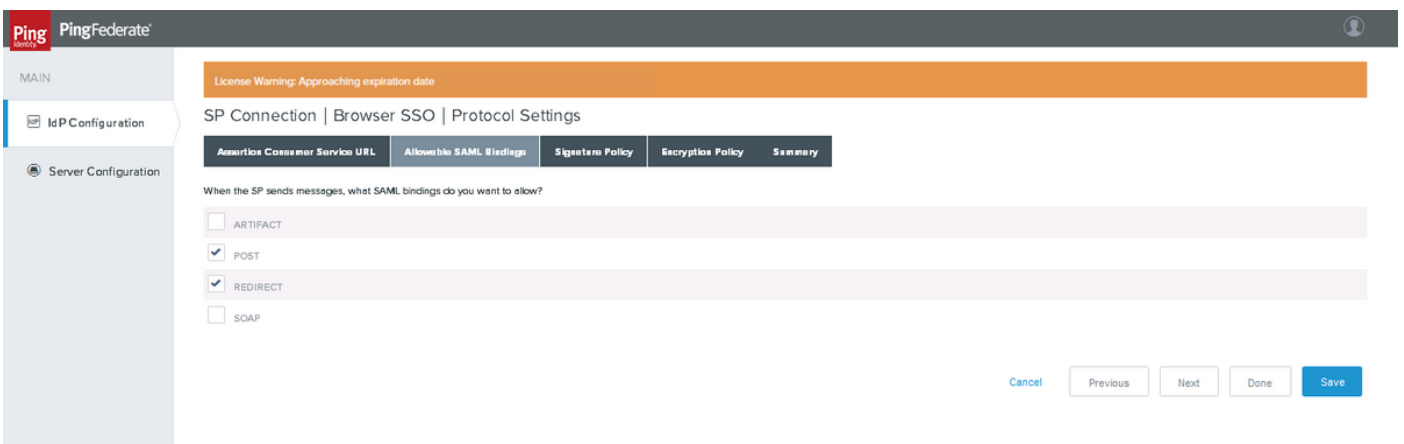 Ping Identity PingFederate®
MAIN
IdP IdP Configuration
Server Configuration
License Warning: Approaching expiration date
SP Connection | Browser SSO | Protocol Settings
Assertion Consumer Service URL Allowable SAML Bindings Signature Policy Encryption Policy Summary
When the SP sends messages, what SAML bindings do you want to allow?
ARTIFACT
POST
REDIRECT
SOAP
Cancel Previous Next Done Save